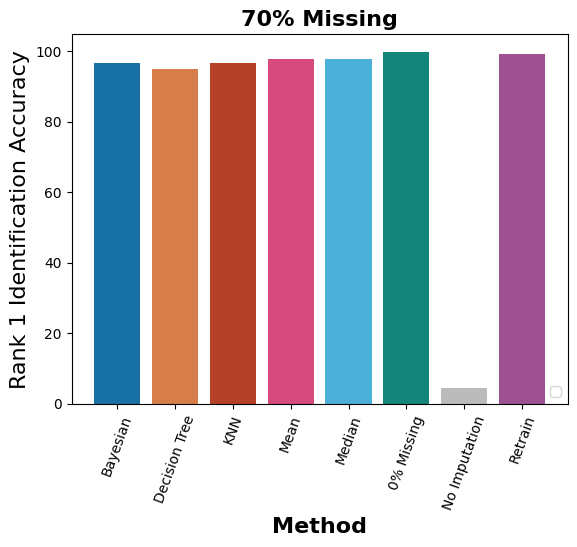 70% Missing
Rank 1 Identification Accuracy
100
80
60
40
20
0
Bayesian
Decision Tree
KNN
Mean
Median
0% Missing
No Imputation
Retrain
Method